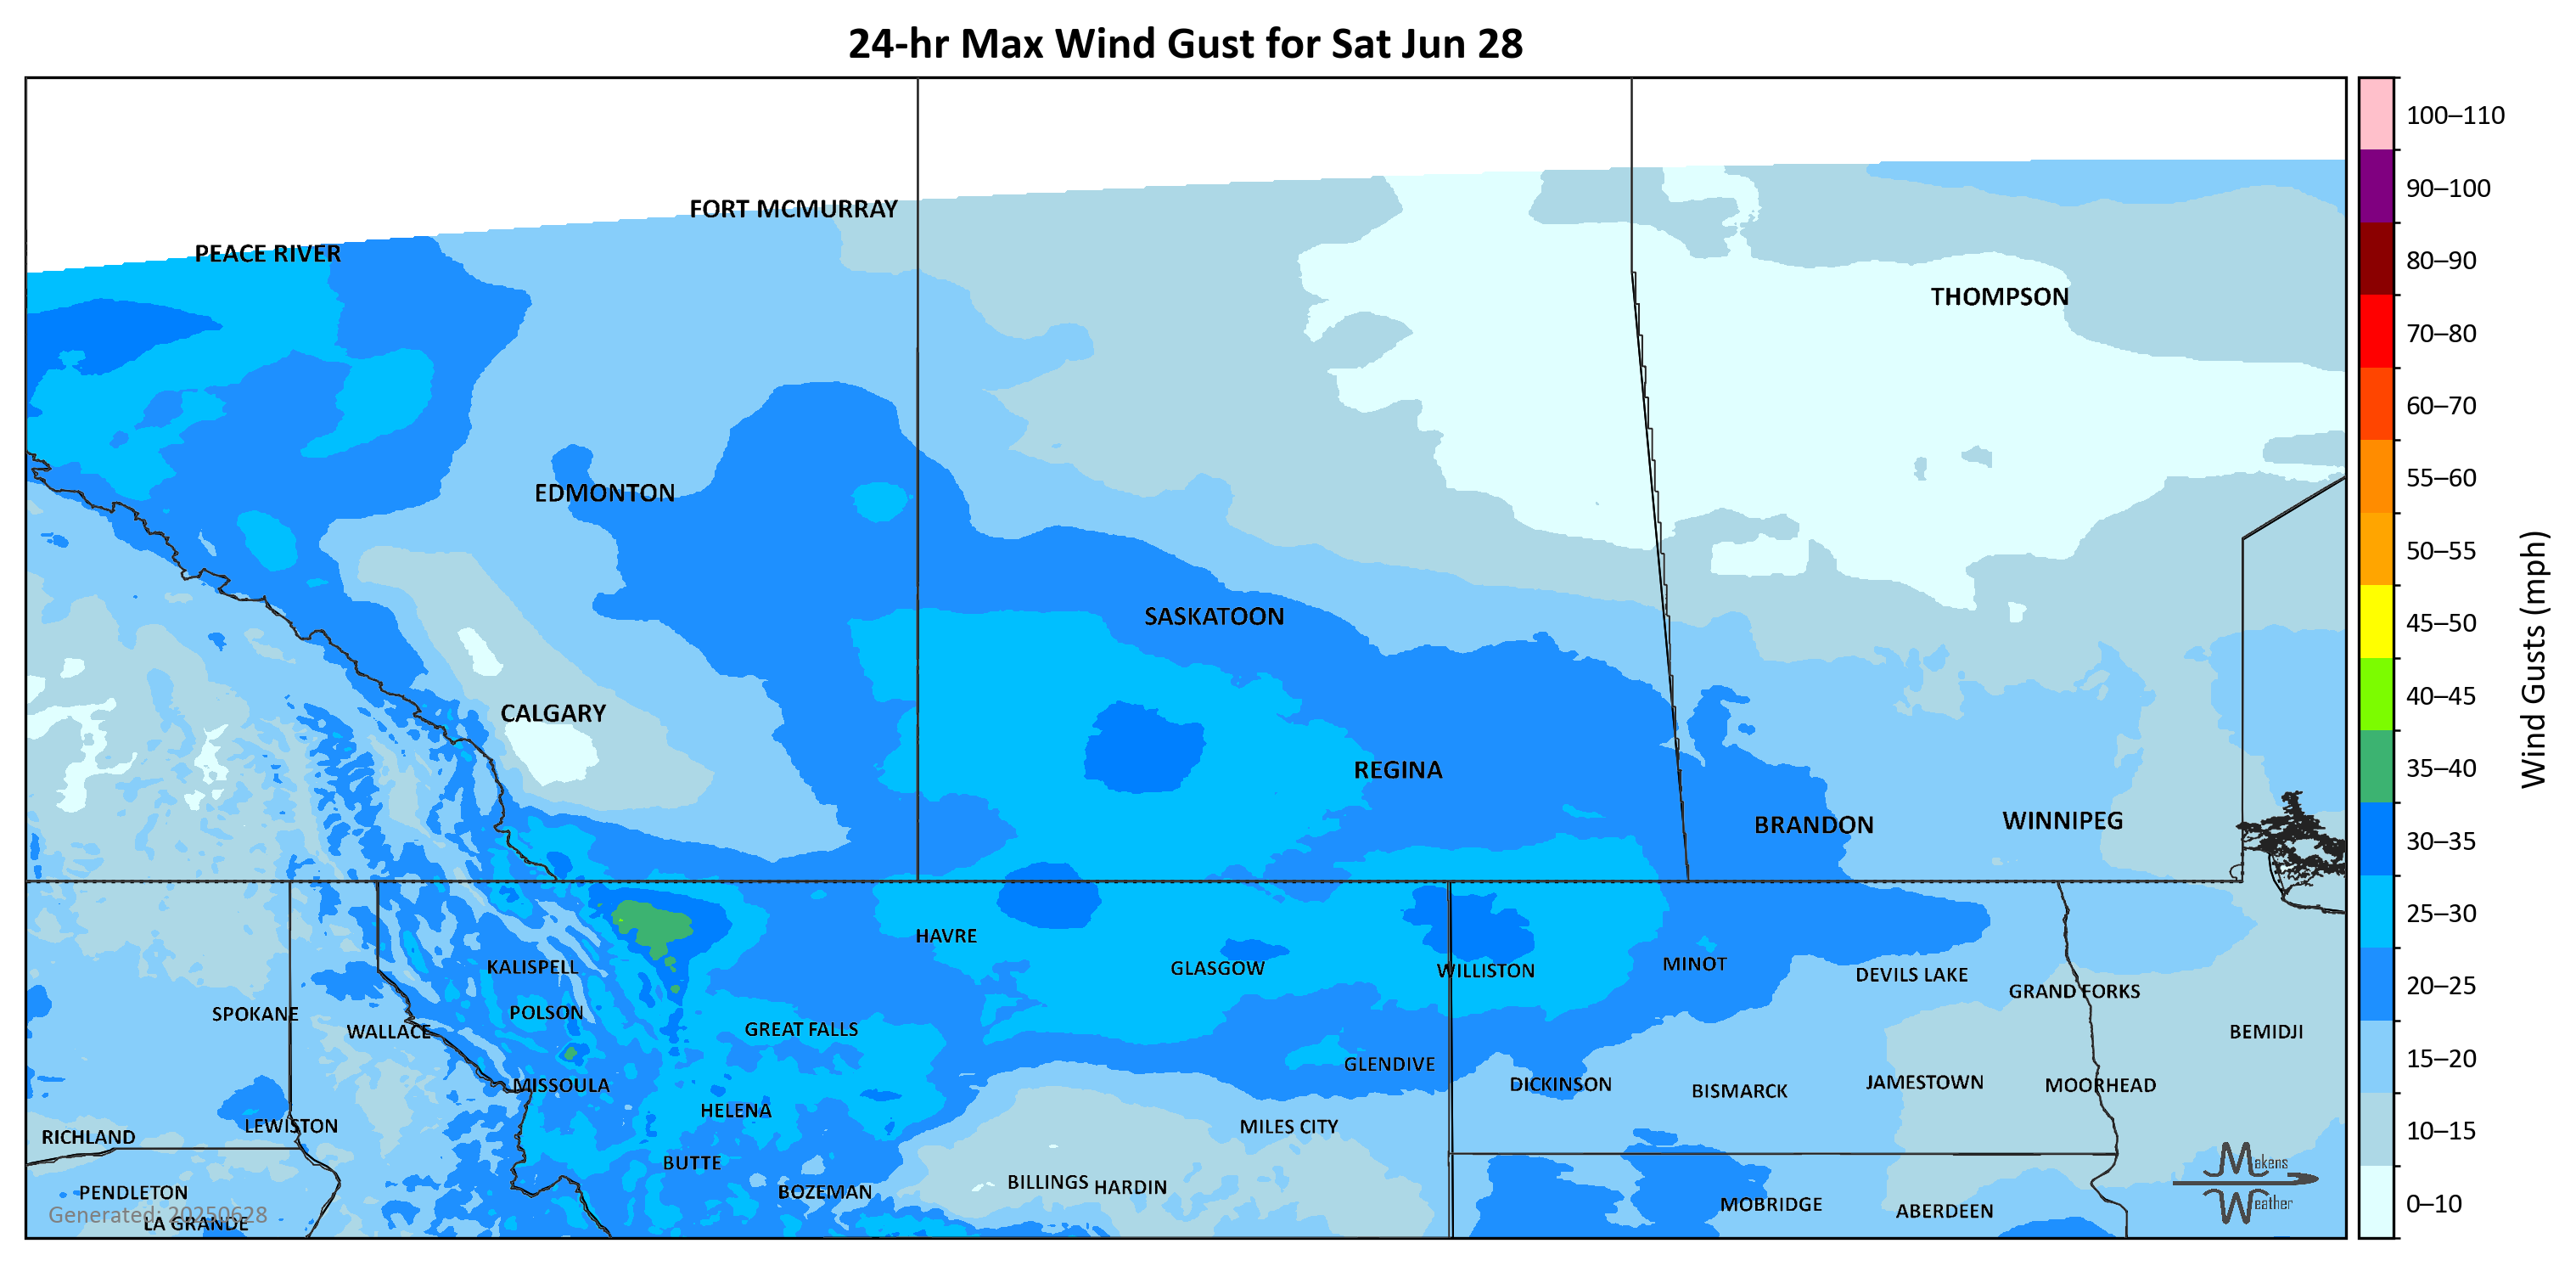 24-hr Max Wind Gust for Sat Jun 28
FORT MCMURRAY
PEACE RIVER
THOMPSON
EDMONTON
SASKATOON
CALGARY
REGINA
BRANDON
WINNIPEG
HAVRE
KALISPELL
GLASGOW
WILLISTON
MINOT
DEVILS LAKE
GRAND FORKS
SPOKANE
POLSON
WALLACE
GREAT FALLS
BEMIDJI
GLENDIVE
MISSOULA
DICKINSON
BISMARCK
JAMESTOWN
MOORHEAD
HELENA
LEWISTON
MILES CITY
RICHLAND
BUTTE
BILLINGS
HARDIN
PENDLETON
BOZEMAN
MOBRIDGE
ABERDEEN
Generated: 20250628
LA GRANDE
Makens
Weather
100–110
90–100
80–90
70–80
60–70
55–60
50–55
45–50
40–45
35–40
30–35
25–30
20–25
15–20
10–15
0–10
Wind Gusts (mph)